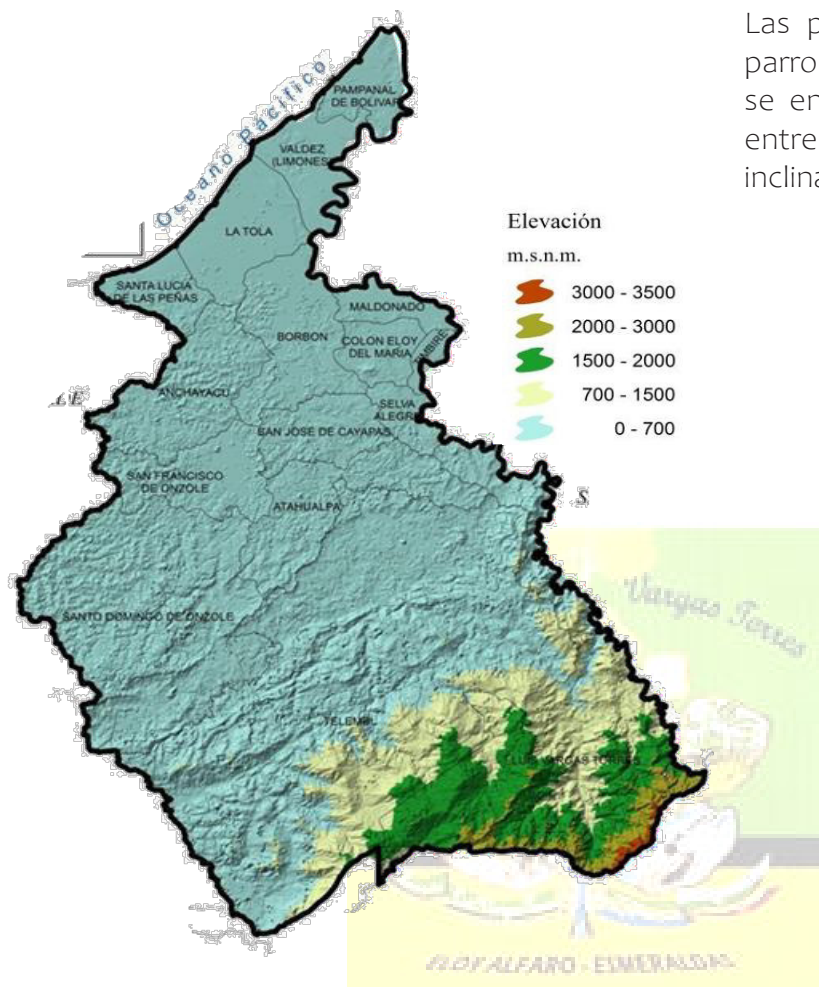 Las p
parro
se en
entre
inclina
Oceano Pacífico
PAMPANAL
DE BOLIVAR
VALDEZ
(LIMONES)
LA TOLA
SANTA LUCIA
DE LAS PEÑAS
Elevación
m.s.n.m.
3000 - 3500
2000 - 3000
1500 - 2000
700 - 1500
0 - 700
MALDONADO
BORBON
COLON ELOY
DEL MARIA
TIMBIRE
ANCHAYACU
SELVA
ALEGRE
SAN JOSE DE CAYAPAS
SAN FRANCISCO
DE ONZOLE
ATAHUALPA
S
SANTO DOMINGO DE ONZOLE
TELEMBI
LUIS VARGAS TORRES
Vargas Torres
ELOY ALFARO - ESMERALDAS